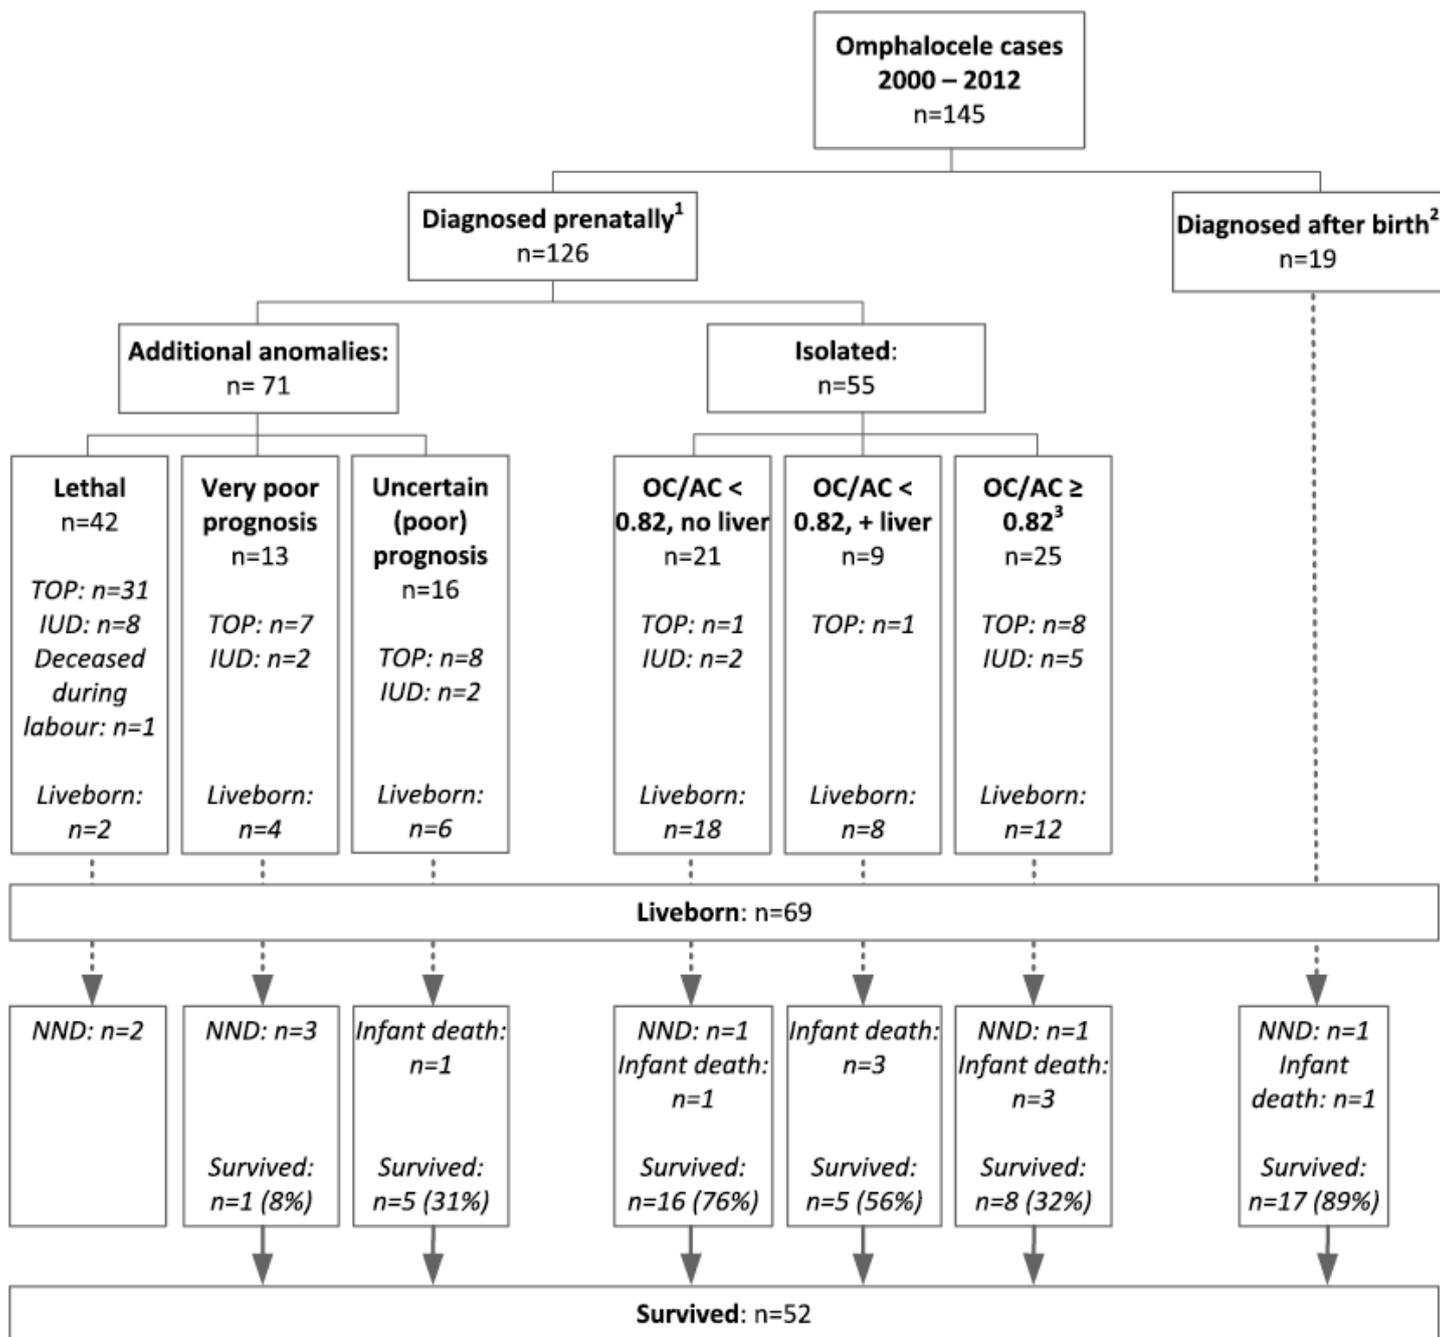 Omphalocele cases
2000 – 2012
n=145
Diagnosed prenatally1
n=126
Diagnosed after birth2
n=19
Additional anomalies:
n= 71
Isolated:
n=55
Lethal
n=42
TOP: n=31
IUD: n=8
Deceased
during
labour: n=1
Liveborn:
n=2
Very poor
prognosis
n=13
TOP: n=7
IUD: n=2
Liveborn:
n=4
Uncertain
(poor)
prognosis
n=16
TOP: n=8
IUD: n=2
Liveborn:
n=6
OC/AC <
0.82, no liver
n=21
TOP: n=1
IUD: n=2
Liveborn:
n=18
OC/AC <
0.82, + liver
n=9
TOP: n=1
Liveborn:
n=8
OC/AC ≥
0.823
n=25
TOP: n=8
IUD: n=5
Liveborn:
n=12
Liveborn: n=69
NND: n=2
NND: n=3
Survived:
n=1 (8%)
Infant death:
n=1
Survived:
n=5 (31%)
NND: n=1
Infant death:
n=1
Survived:
n=16 (76%)
Infant death:
n=3
Survived:
n=5 (56%)
NND: n=1
Infant death:
n=3
Survived:
n=8 (32%)
NND: n=1
Infant
death: n=1
Survived:
n=17 (89%)
Survived: n=52